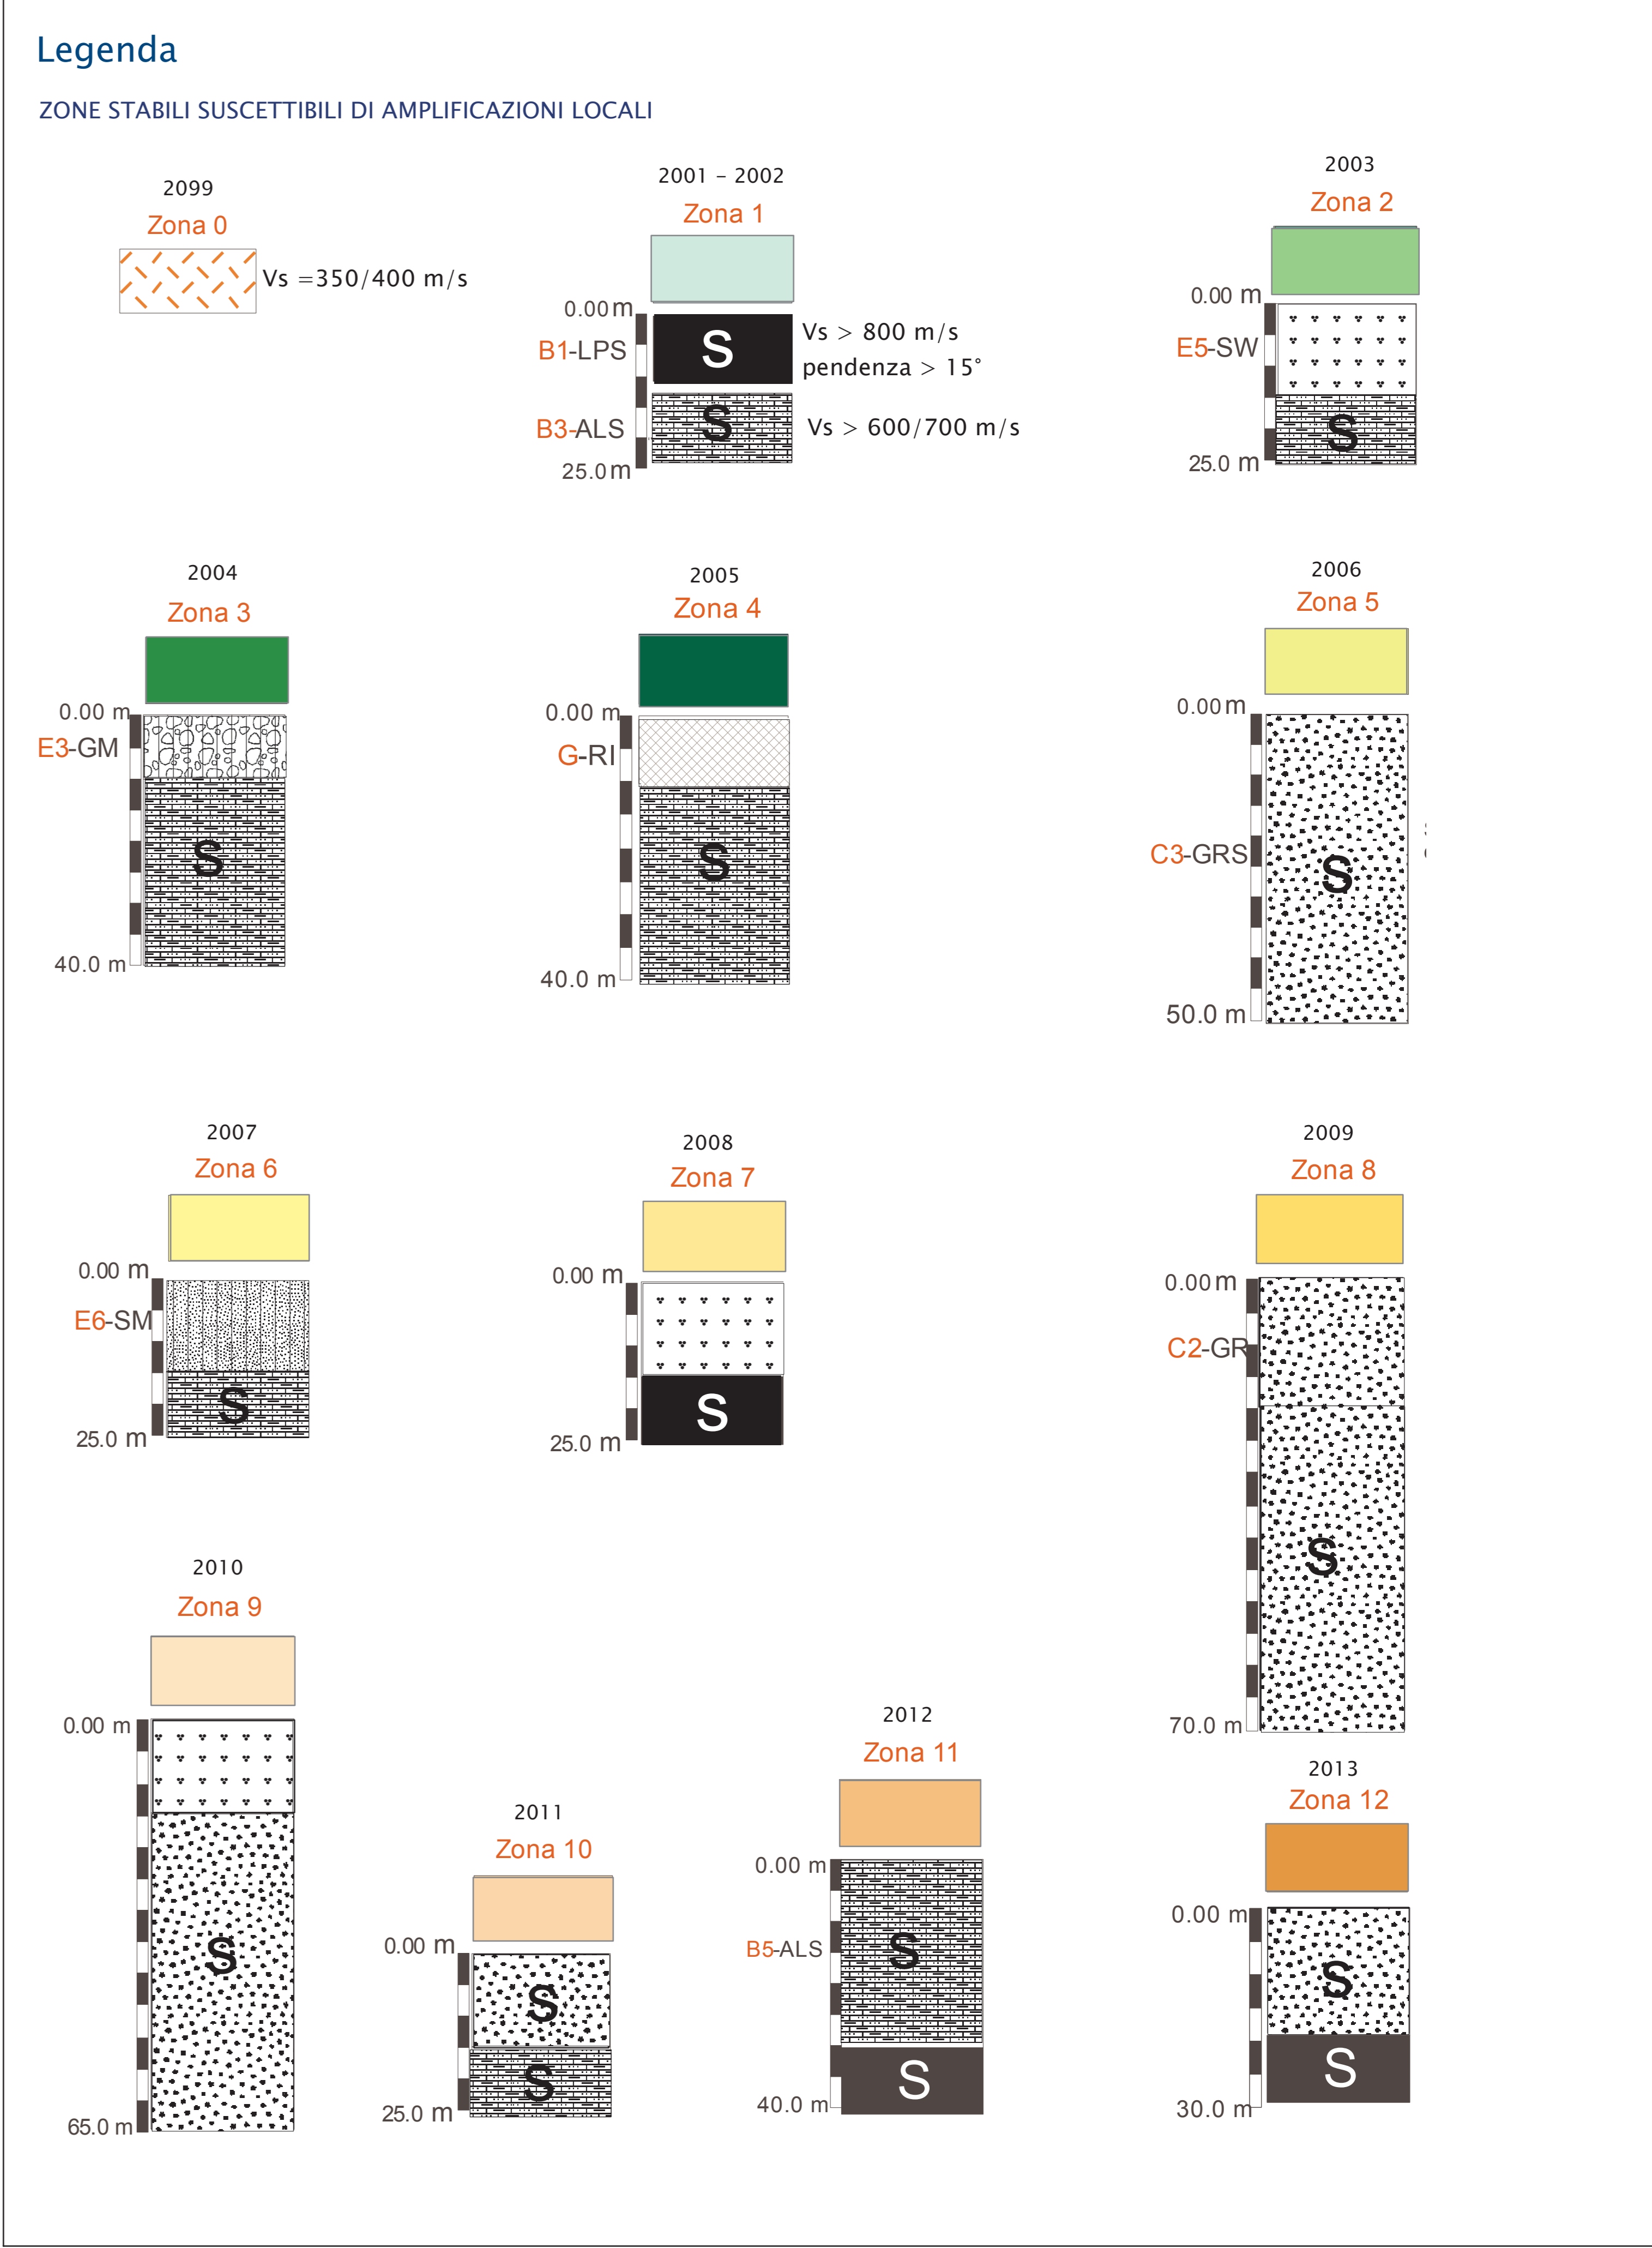 Legenda
ZONE STABILI SUSCETTIBILI DI AMPLIFICAZIONI LOCALI
2099
Zona 0
Vs =350/400 m/s
2001 - 2002
Zona 1
0.00m
B1-LPS
S
Vs > 800 m/s
pendenza > 15°
B3-ALS
S
Vs > 600/700 m/s
25.0m
2003
Zona 2
0.00 m
E5-SW
S
25.0 m
2004
Zona 3
0.00 m
E3-GM
S
40.0 m
2005
Zona 4
0.00 m
G-RI
S
40.0 m
2006
Zona 5
0.00m
C3-GRS
S
50.0 m
2007
Zona 6
0.00 m
E6-SM
S
25.0 m
2008
Zona 7
0.00 m
S
25.0 m
2009
Zona 8
0.00m
C2-GR
S
70.0 m
2010
Zona 9
0.00 m
S
65.0 m
2011
Zona 10
0.00 m
S
S
25.0 m
2012
Zona 11
0.00 m
B5-ALS
S
S
40.0 m
2013
Zona 12
0.00 m
S
S
30.0 m